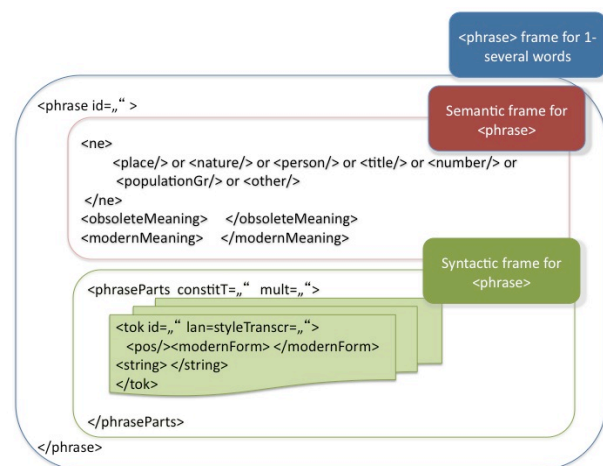 <phrase> frame for 1-
several words
<phrase id=„“ >
Semantic frame for
<phrase>
<ne>
<place/> or <nature/> or <person/> or <title/> or <number/> or
<populationGr/> or <other/>
</ne>
<obsoleteMeaning> </obsoleteMeaning>
<modernMeaning> </modernMeaning>
Syntactic frame for
<phrase>
<phraseParts constitT=„“ mult=„“>
<tok id=„“ lan=styleTranscr=„“>
<pos/><modernForm> </modernForm>
<string> </string>
</tok>
</phraseParts>
</phrase>